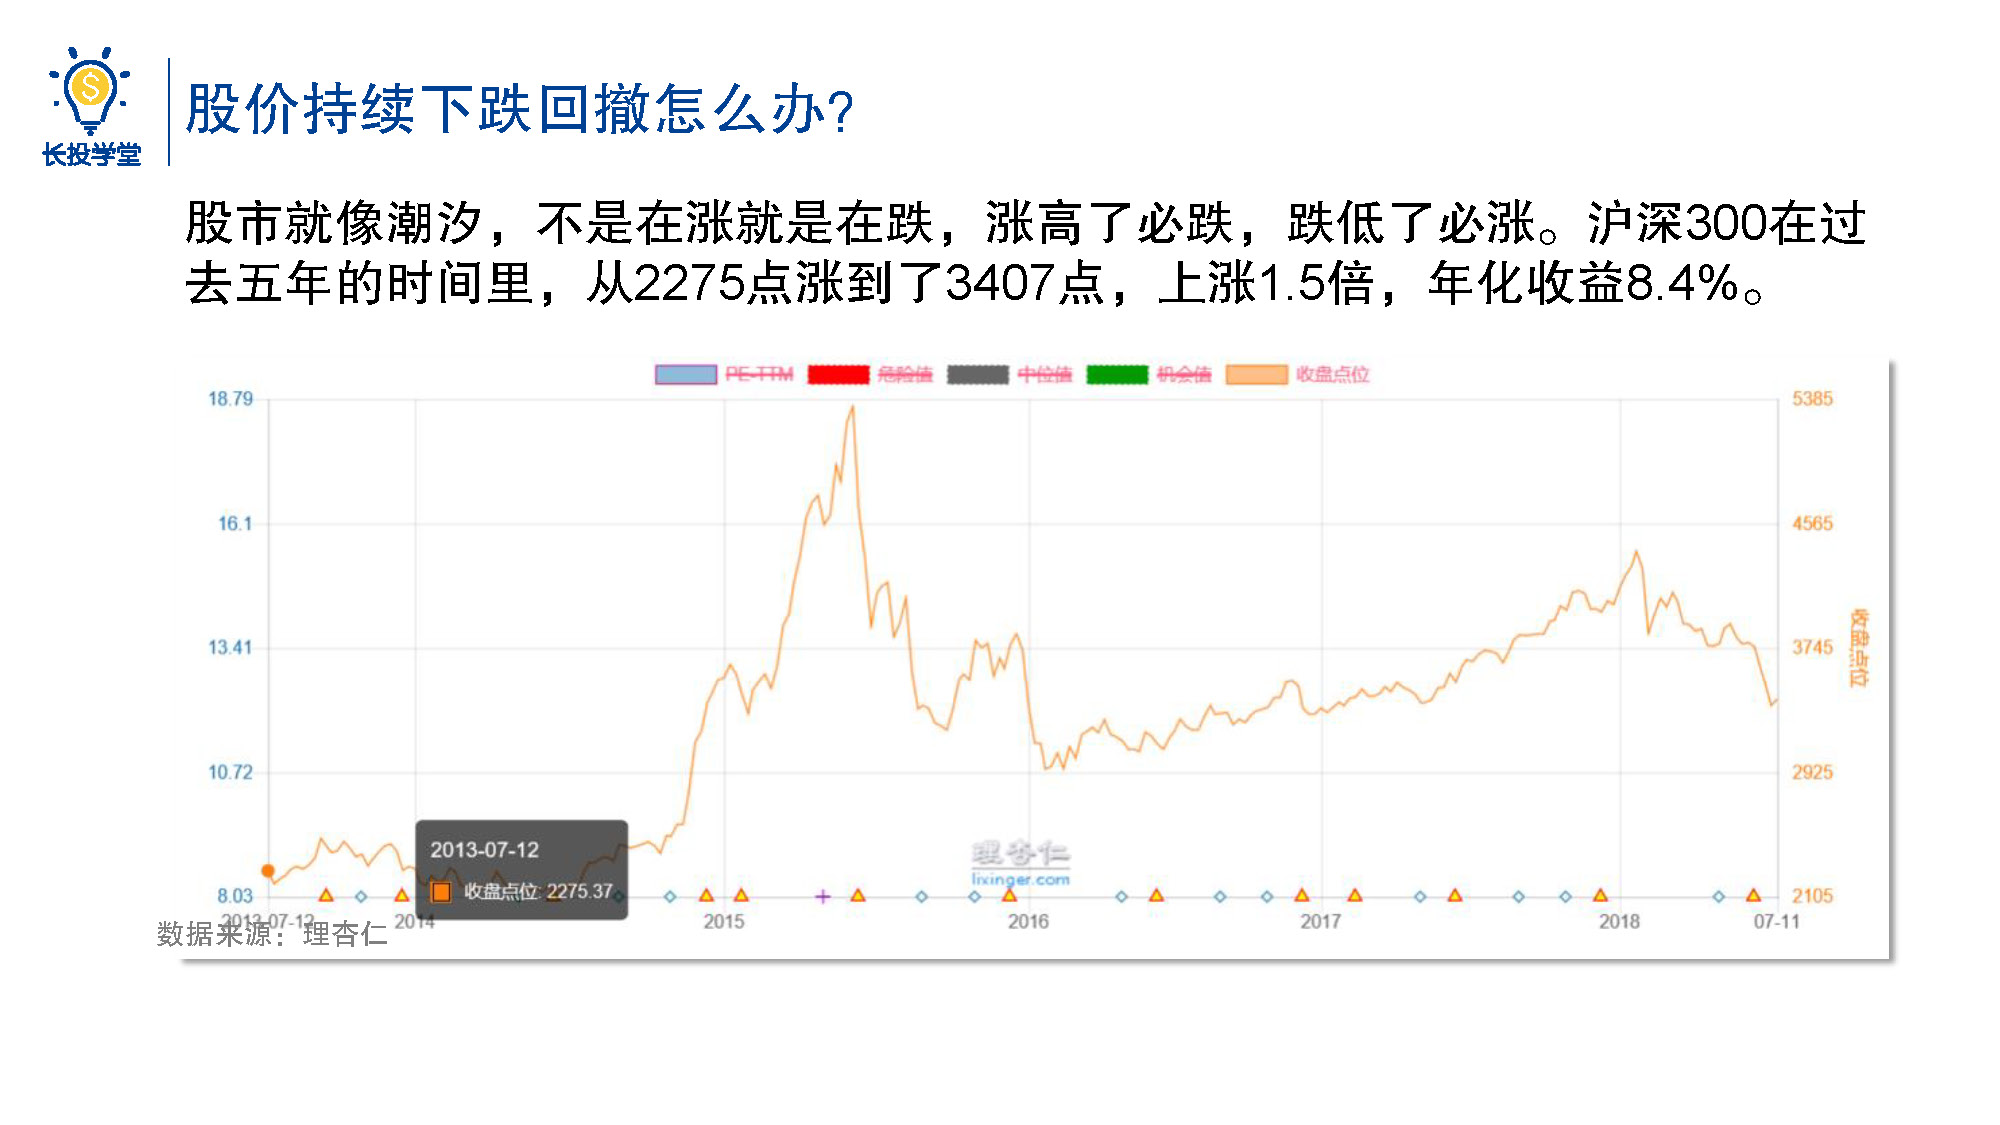 长投学堂
股价持续下跌回撤怎么办?
股市就像潮汐，不是在涨就是在跌，涨高了必跌，跌低了必涨。沪深300在过
去五年的时间里，从2275点涨到了3407点，上涨1.5倍，年化收益8.4%。
PE-TTM 危险值 中位值 机会值 收盘点位
18.79 5385
16.1 4565
13.41 3745
收盘点位
10.72 2925
2013-07-12
收盘点位: 2275.37
理杏仁
lixinger.com
8.03 2105
2013-07-12 2014 2015 2016 2017 2018 07-11
数据来源：理杏仁